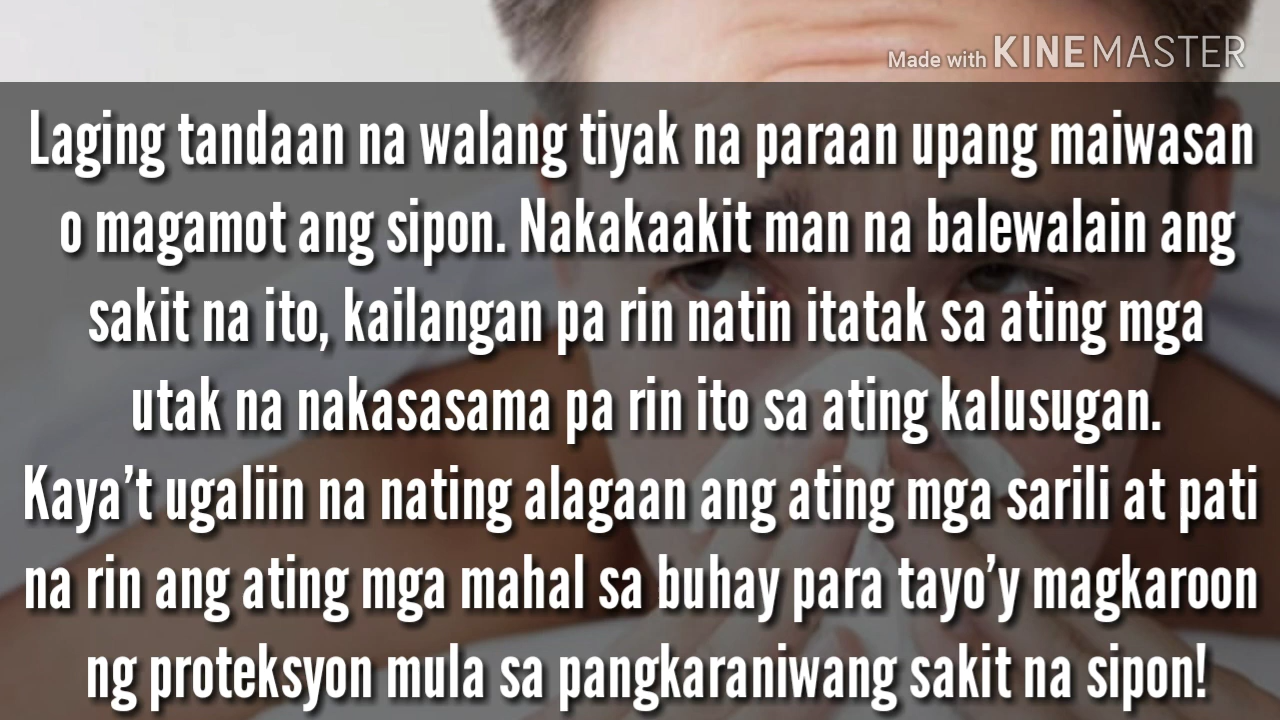 Made with KINEMASTER
Laging tandaan na walang tiyak na paraan upang maiwasan
o magamot ang sipon. Nakakaakit man na balewalain ang
sakit na ito, kailangan pa rin natin itatak sa ating mga
utak na nakasasama pa rin ito sa ating kalusugan.
Kaya’t ugaliin na nating alagaan ang ating mga sarili at pati
na rin ang ating mga mahal sa buhay para tayo’y magkaroon
ng proteksyon mula sa pangkaraniwang sakit na sipon!